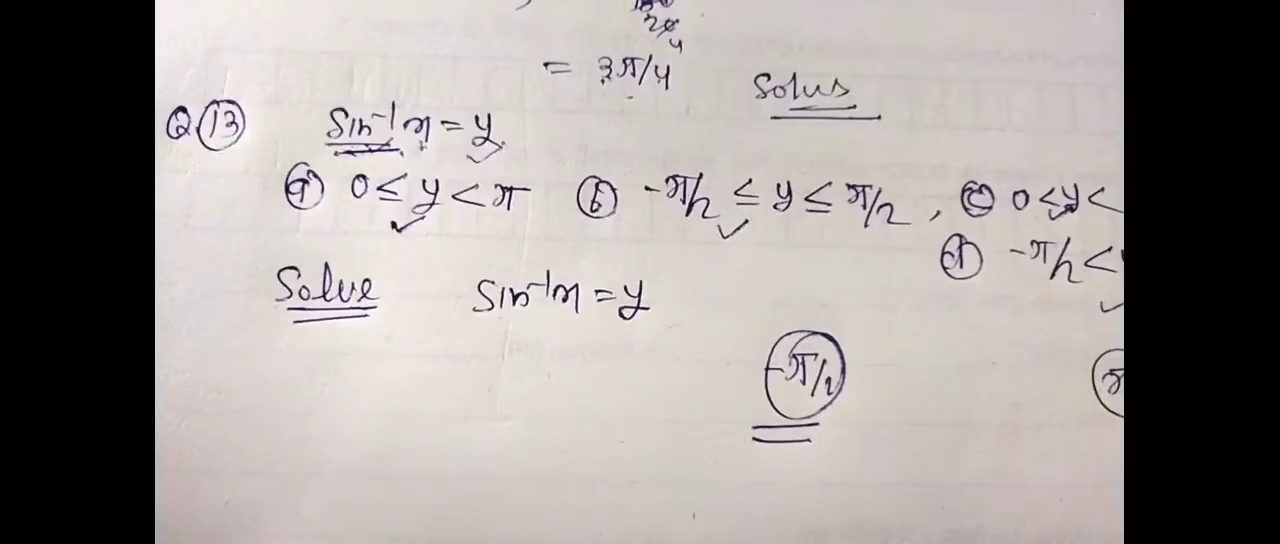 = 3π/4
Solus
Q.13 Sin⁻¹x = y
(a) 0 ≤ y < π (b) -π/2 ≤ y ≤ π/2, (c) 0 < y <
(d) -π/2 <
Solve Sin⁻¹x = y
-π/2